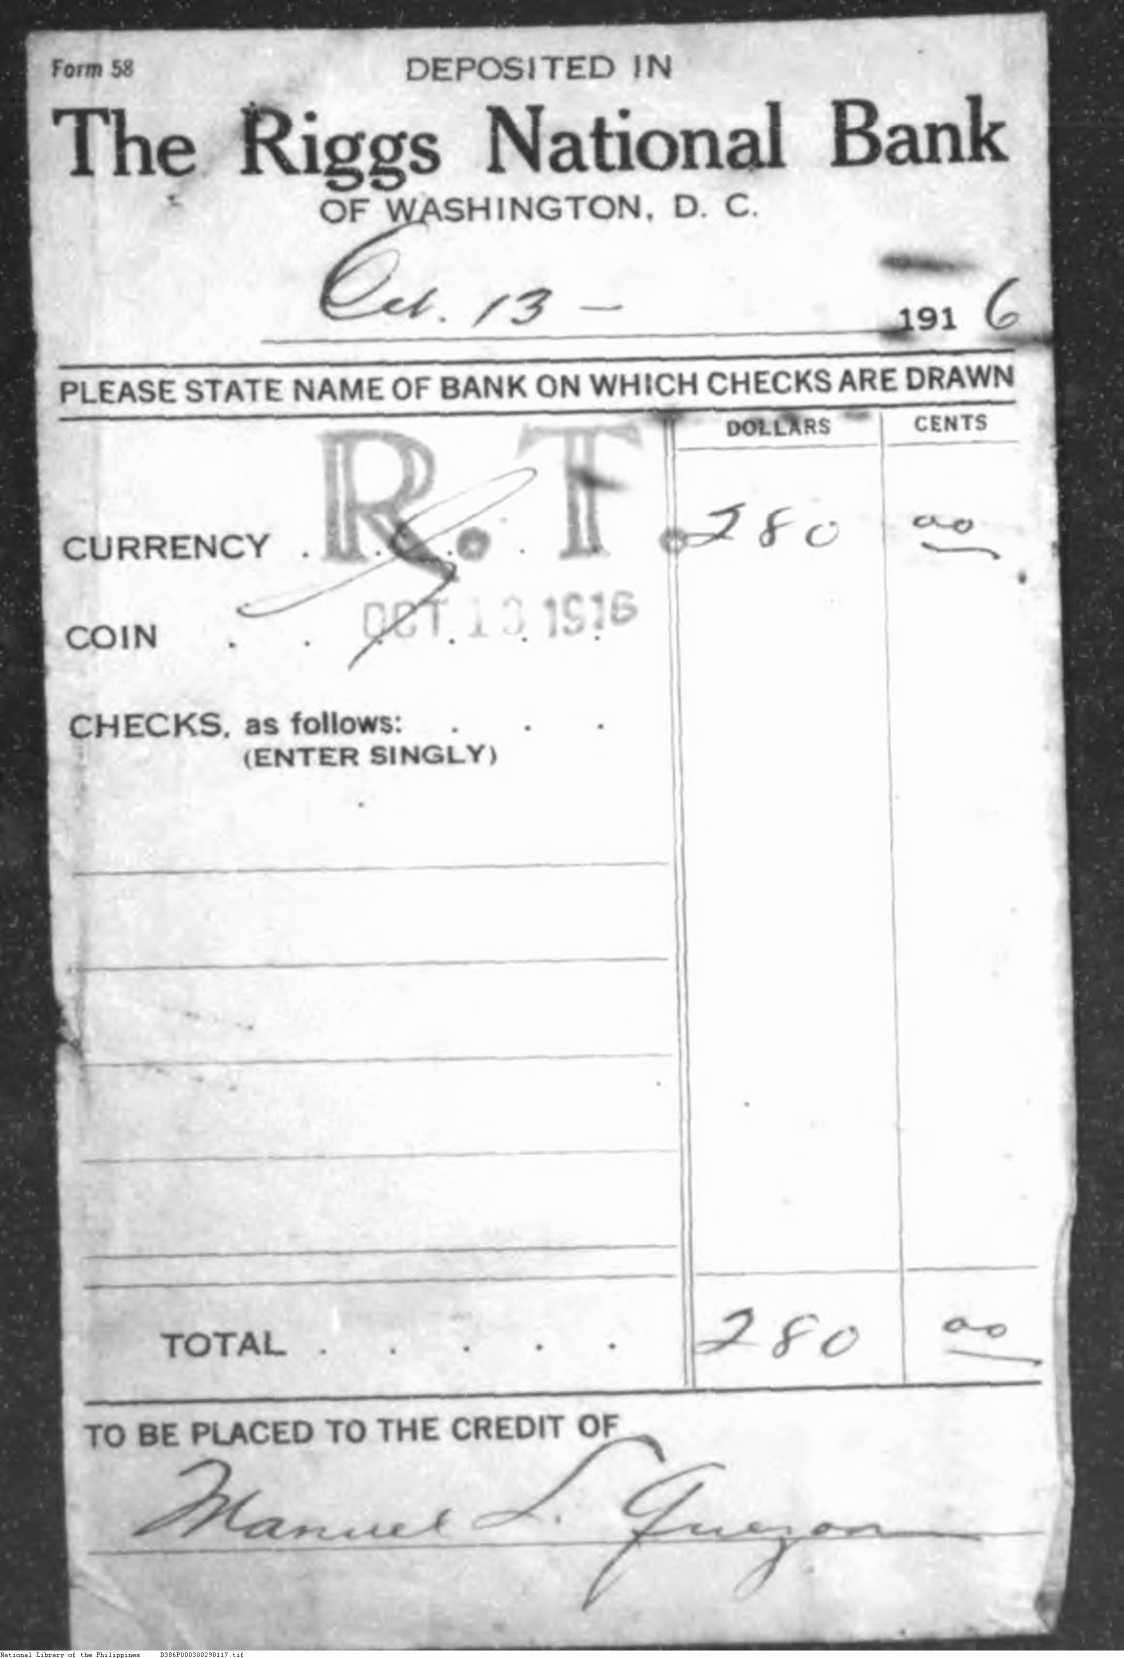 Form 58
DEPOSITED IN
The Riggs National Bank
OF WASHINGTON, D. C.
Oct. 13 - 1916
PLEASE STATE NAME OF BANK ON WHICH CHECKS ARE DRAWN
DOLLARS CENTS
R. T.
CURRENCY . . . . . 280 00
OCT 13 1916
COIN . . . . . .
CHECKS, as follows: . . .
(ENTER SINGLY)
TOTAL . . . . . 280 00
TO BE PLACED TO THE CREDIT OF
Manuel L. Quezon
National Library of the Philippines D386P000300290117.tif